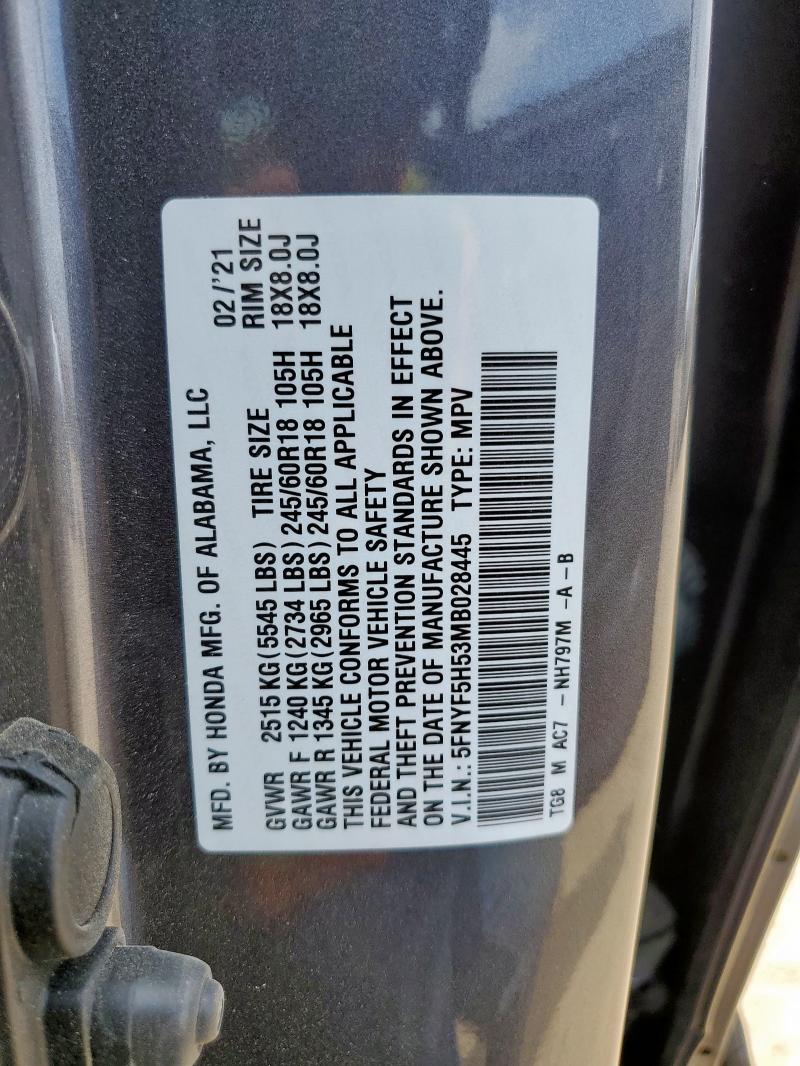 MFD. BY HONDA MFG. OF ALABAMA, LLC 02/'21
GVWR 2515 KG(5545 LBS) TIRE SIZE RIM SIZE
GAWR F 1240 KG(2734 LBS) 245/60R18 105H 18X8.0J
GAWR R 1345 KG(2965 LBS) 245/60R18 105H 18X8.0J
THIS VEHICLE CONFORMS TO ALL APPLICABLE
FEDERAL MOTOR VEHICLE SAFETY
AND THEFT PREVENTION STANDARDS IN EFFECT
ON THE DATE OF MANUFACTURE SHOWN ABOVE.
V.I.N.: 5FNYF5H53MB028445 TYPE: MPV
TG8 M AC7 - NH797M -A - B